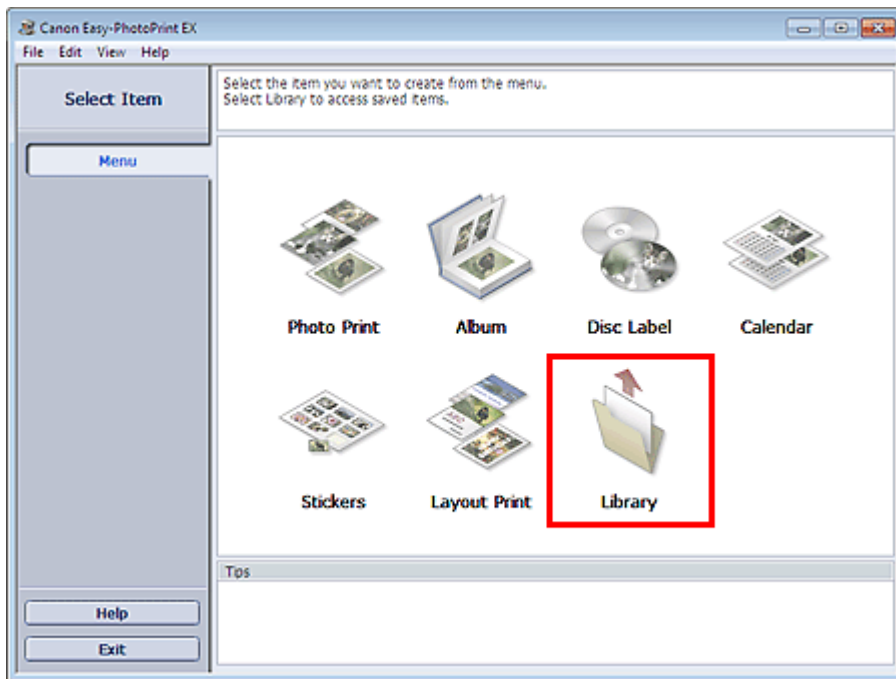 Canon Easy-PhotoPrint EX
File Edit View Help
Select Item
Select the item you want to create from the menu.
Select Library to access saved items.
Menu
Photo Print
Album
Disc Label
Calendar
Stickers
Layout Print
Library
Tips
Help
Exit